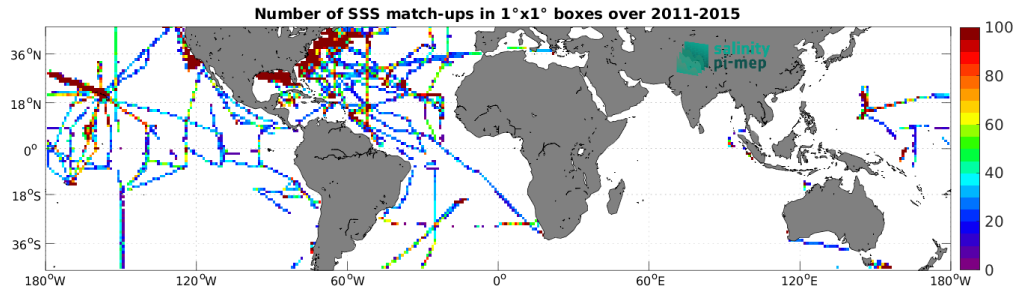 Number of SSS match-ups in 1°x1° boxes over 2011-2015
36°N
18°N
0°
18°S
36°S
180°W
120°W
60°W
0°
60°E
120°E
180°E
salinity
pi-mep
100
80
60
40
20
0